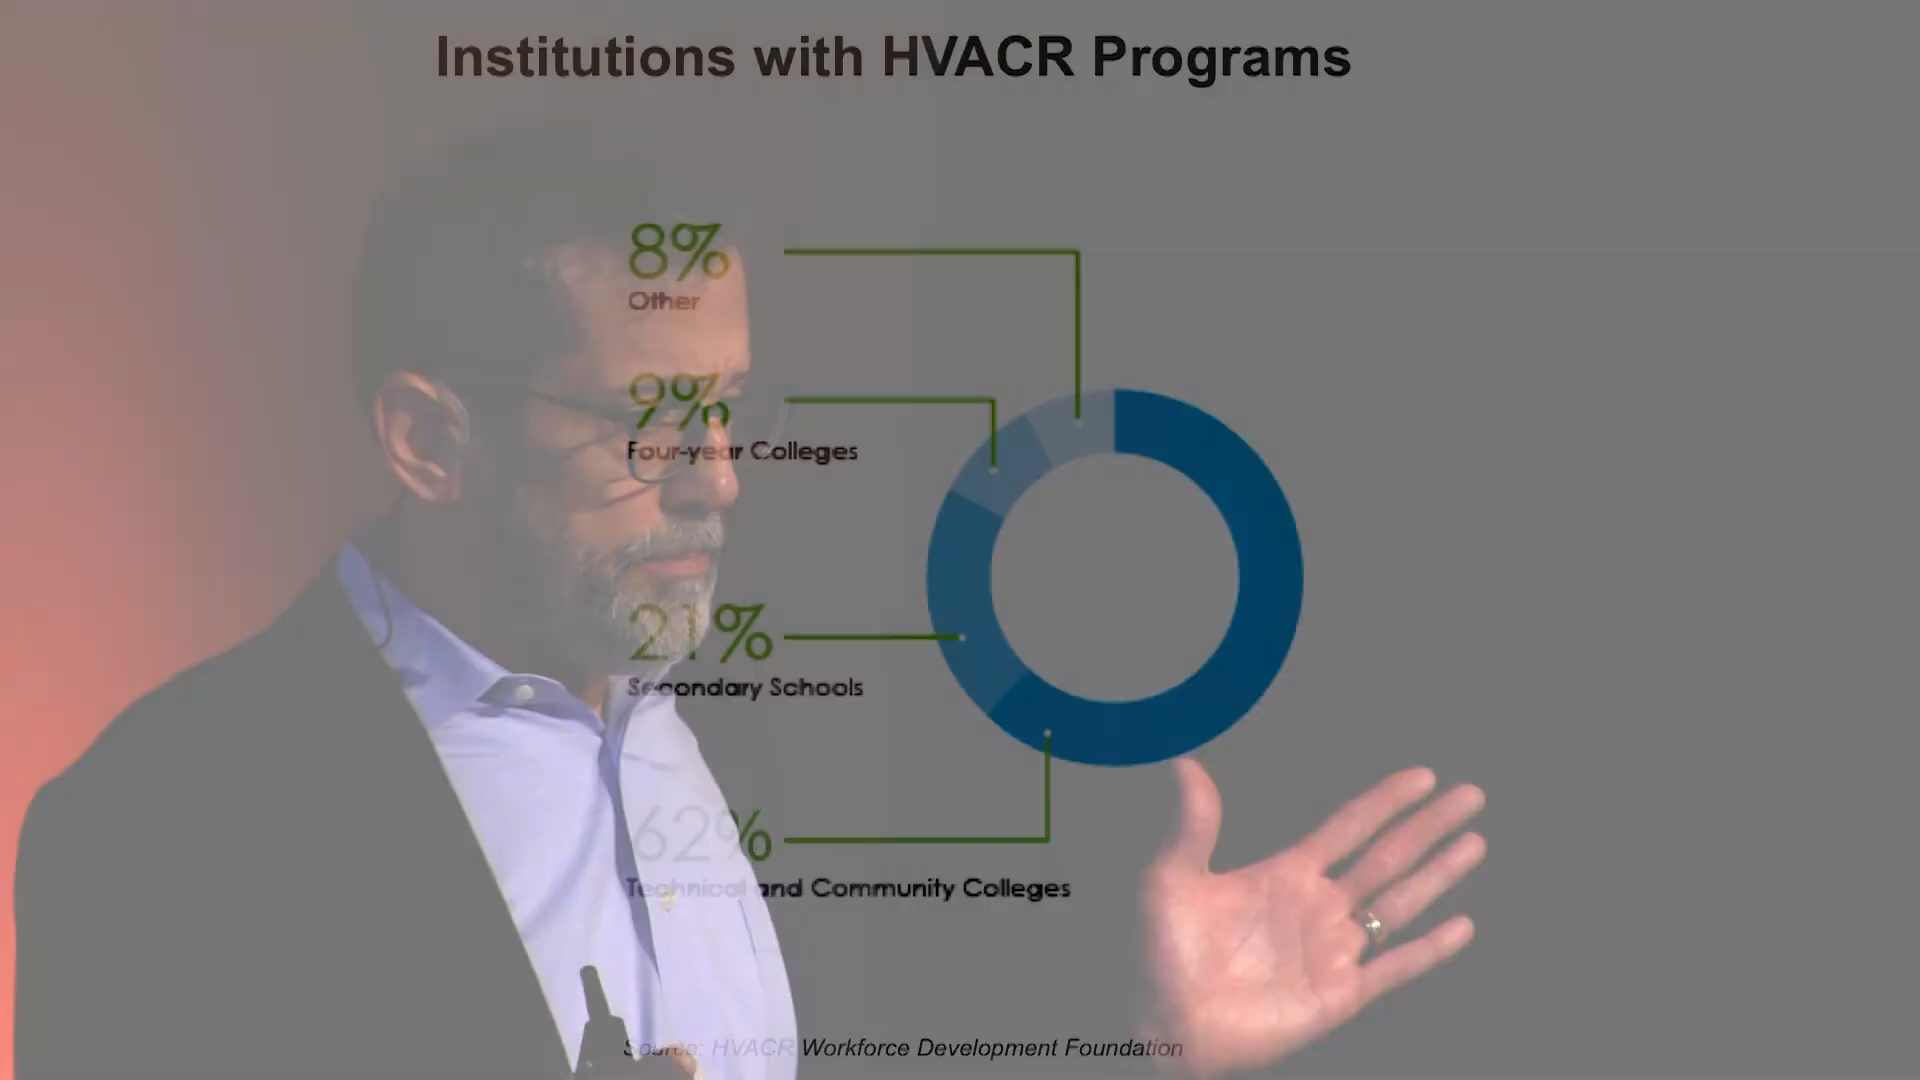 Institutions with HVACR Programs
8%
Other
9%
Four-year Colleges
21%
Secondary Schools
62%
Technical and Community Colleges
Source: HVACR Workforce Development Foundation